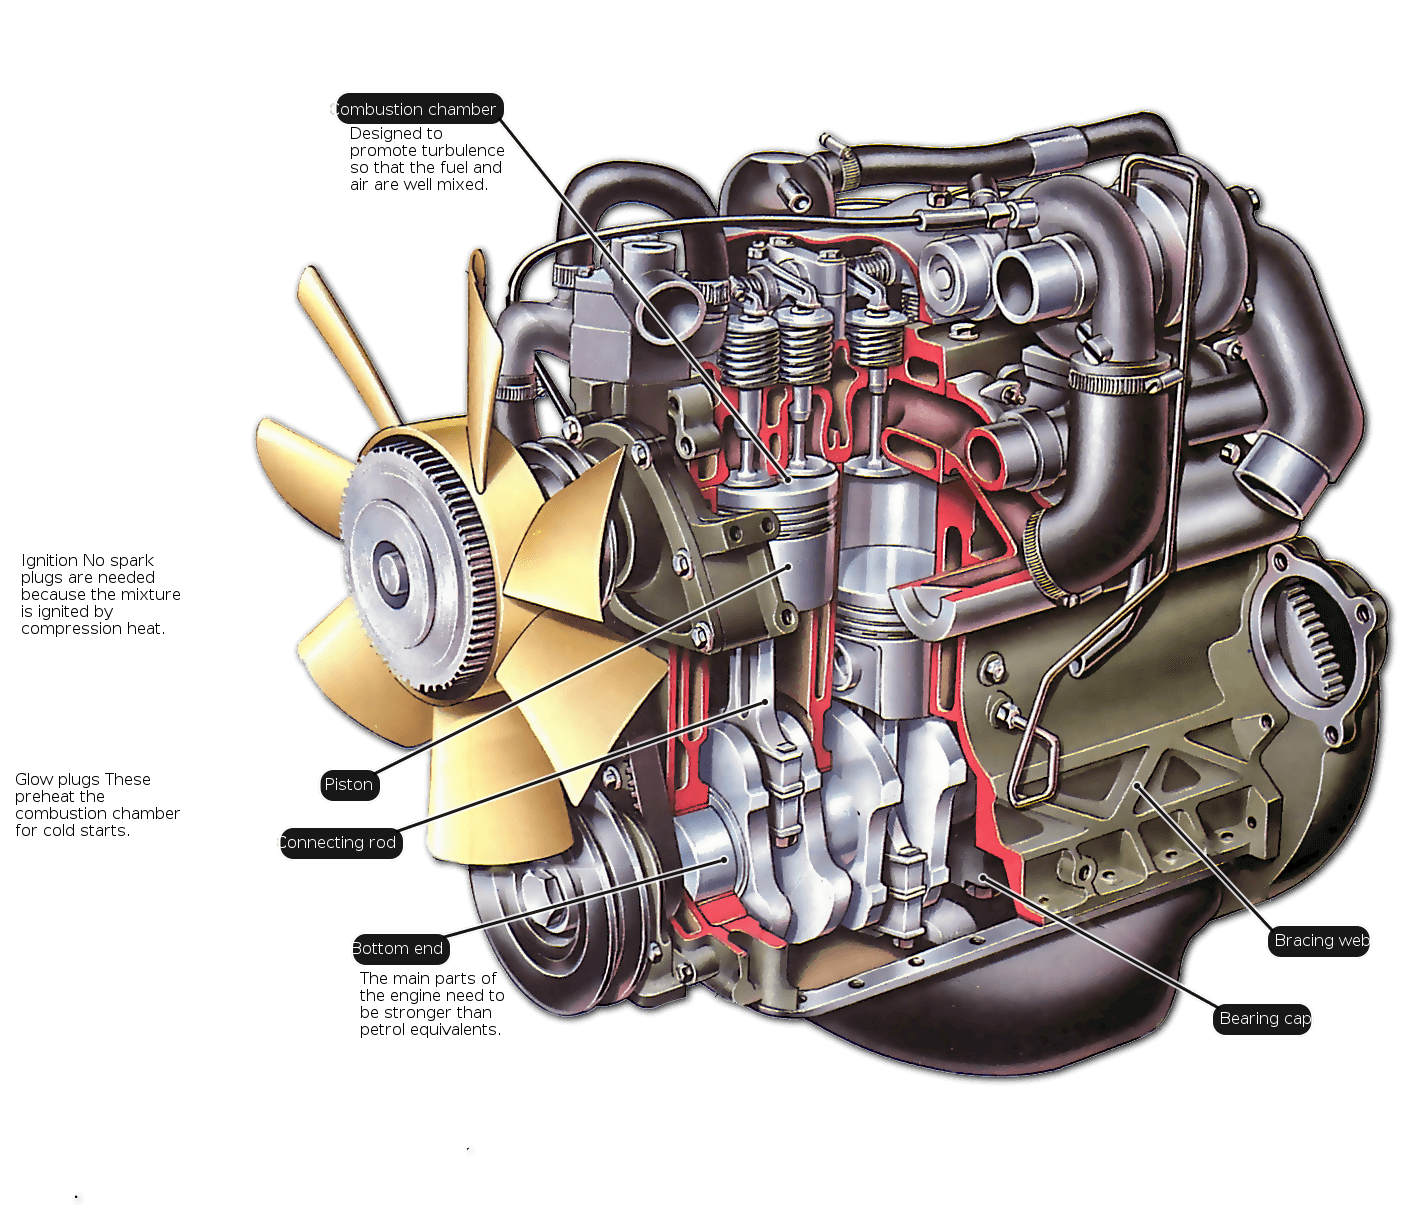 Combustion chamber
Designed to
promote turbulence
so that the fuel and
air are well mixed.
Ignition No spark
plugs are needed
because the mixture
is ignited by
compression heat.
Glow plugs These
preheat the
combustion chamber
for cold starts.
Piston
Connecting rod
Bottom end
The main parts of
the engine need to
be stronger than
petrol equivalents.
Bracing web
Bearing cap